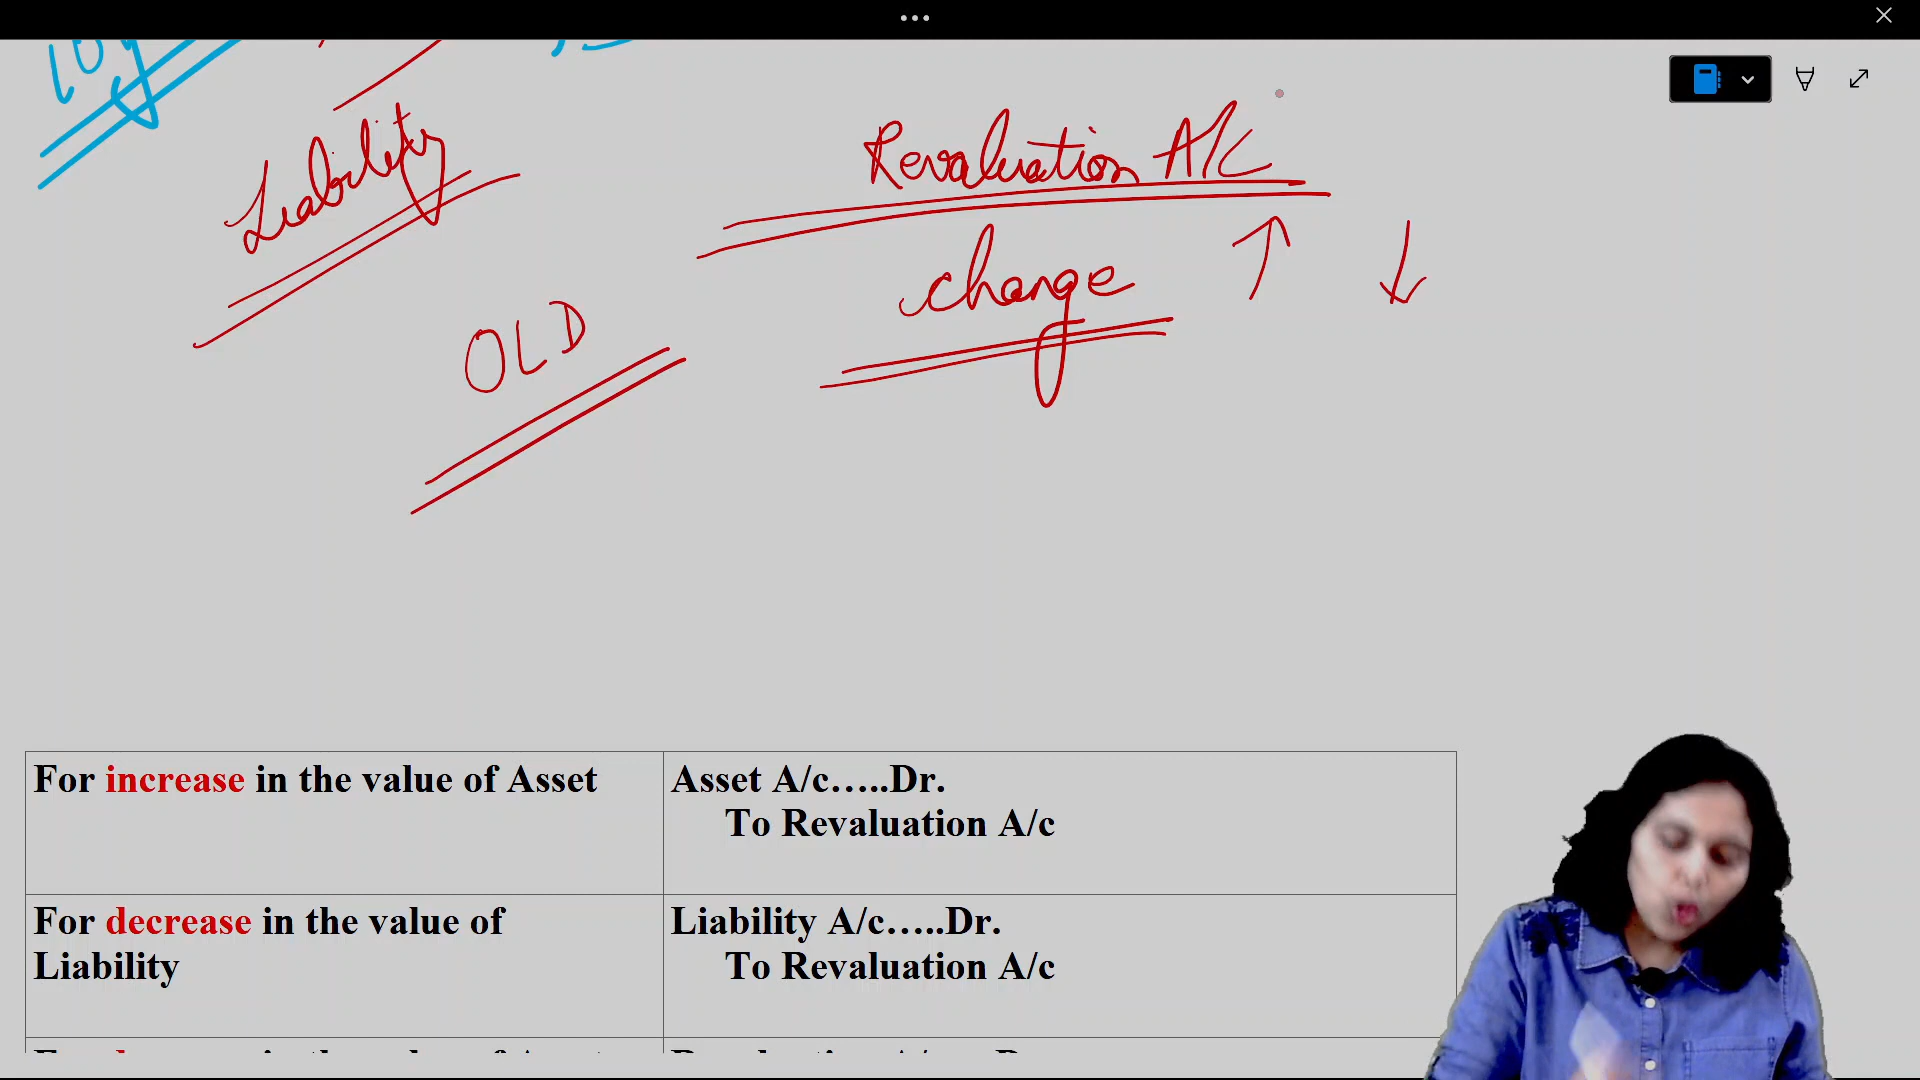 Liability
Revaluation A/C
change
OLD
For increase in the value of Asset
Asset A/c…..Dr.
To Revaluation A/c
For decrease in the value of
Liability
Liability A/c…..Dr.
To Revaluation A/c